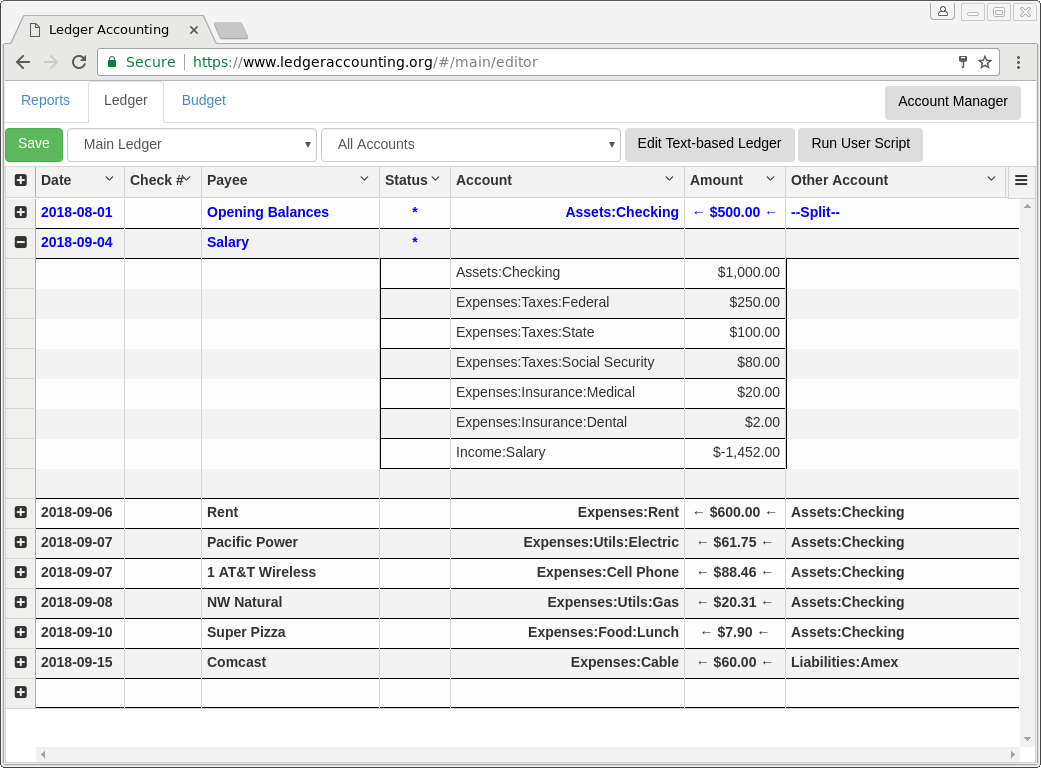 Ledger Accounting
Secure https://www.ledgeraccounting.org/#/main/editor
Reports Ledger Budget Account Manager
Save Main Ledger All Accounts Edit Text-based Ledger Run User Script
Date Check # Payee Status Account Amount Other Account
2018-08-01 Opening Balances * Assets:Checking ← $500.00 ← --Split--
2018-09-04 Salary *
Assets:Checking $1,000.00
Expenses:Taxes:Federal $250.00
Expenses:Taxes:State $100.00
Expenses:Taxes:Social Security $80.00
Expenses:Insurance:Medical $20.00
Expenses:Insurance:Dental $2.00
Income:Salary $-1,452.00
2018-09-06 Rent Expenses:Rent ← $600.00 ← Assets:Checking
2018-09-07 Pacific Power Expenses:Utils:Electric ← $61.75 ← Assets:Checking
2018-09-07 1 AT&T Wireless Expenses:Cell Phone ← $88.46 ← Assets:Checking
2018-09-08 NW Natural Expenses:Utils:Gas ← $20.31 ← Assets:Checking
2018-09-10 Super Pizza Expenses:Food:Lunch ← $7.90 ← Assets:Checking
2018-09-15 Comcast Expenses:Cable ← $60.00 ← Liabilities:Amex